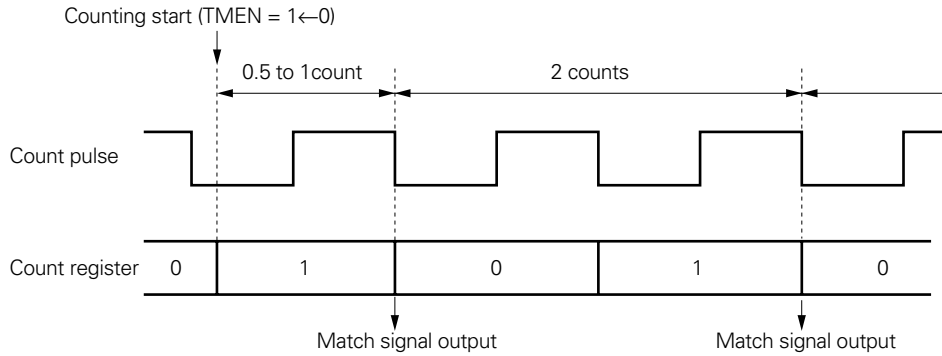 Counting start (TMEN = 1←0)
0.5 to 1count
2 counts
Count pulse
Count register
0
1
0
1
0
Match signal output
Match signal output